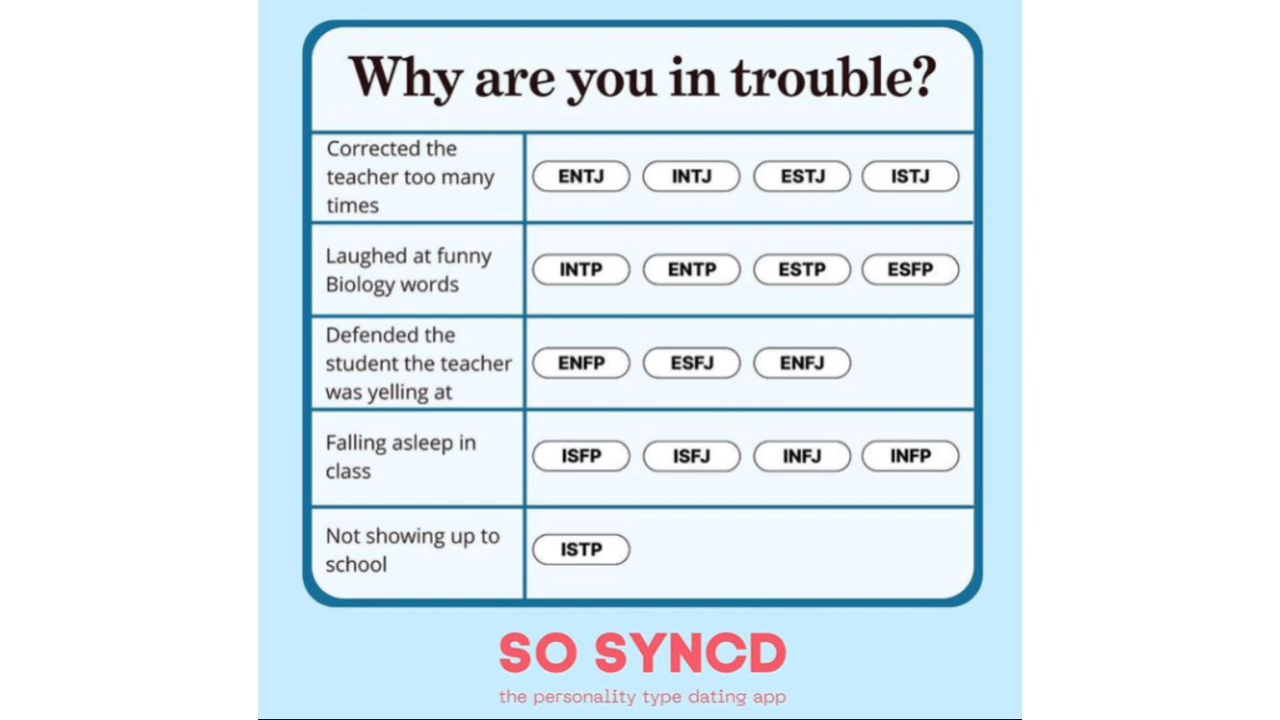 Why are you in trouble?
Corrected the
teacher too many
times
ENTJ INTJ ESTJ ISTJ
Laughed at funny
Biology words
INTP ENTP ESTP ESFP
Defended the
student the teacher
was yelling at
ENFP ESFJ ENFJ
Falling asleep in
class
ISFP ISFJ INFJ INFP
Not showing up to
school
ISTP
SO SYNCD
the personality type dating app